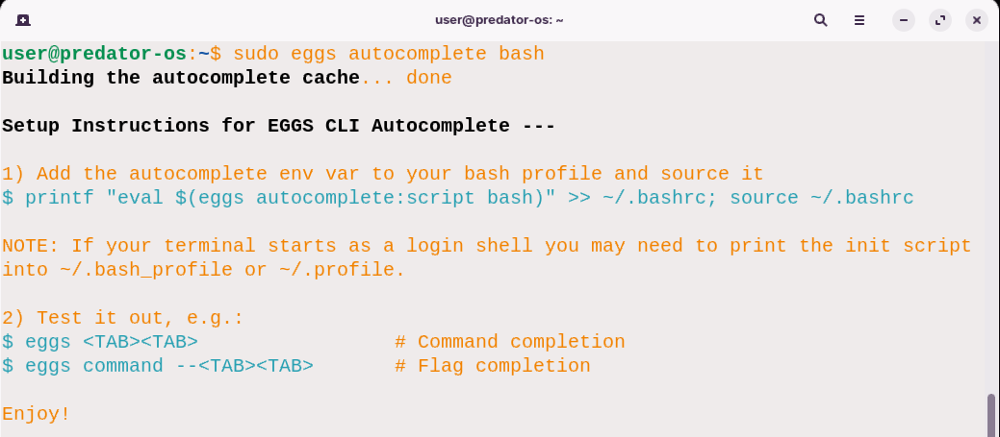 user@predator-os: ~
user@predator-os:~$ sudo eggs autocomplete bash
Building the autocomplete cache... done
Setup Instructions for EGGS CLI Autocomplete ---
1) Add the autocomplete env var to your bash profile and source it
$ printf "eval $(eggs autocomplete:script bash)" >> ~/.bashrc; source ~/.bashrc
NOTE: If your terminal starts as a login shell you may need to print the init script
into ~/.bash_profile or ~/.profile.
2) Test it out, e.g.:
$ eggs <TAB><TAB>                 # Command completion
$ eggs command --<TAB><TAB>       # Flag completion
Enjoy!